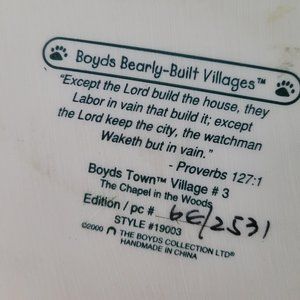 Boyds Bearly-Built Villages™
"Except the Lord build the house, they
Labor in vain that build it; except
the Lord keep the city, the watchman
Waketh but in vain."
- Proverbs 127:1
Boyds Town™ Village # 3
The Chapel in the Woods
Edition / pc # 6E/2531
STYLE #19003
©2000 THE BOYDS COLLECTION LTD®
HANDMADE IN CHINA